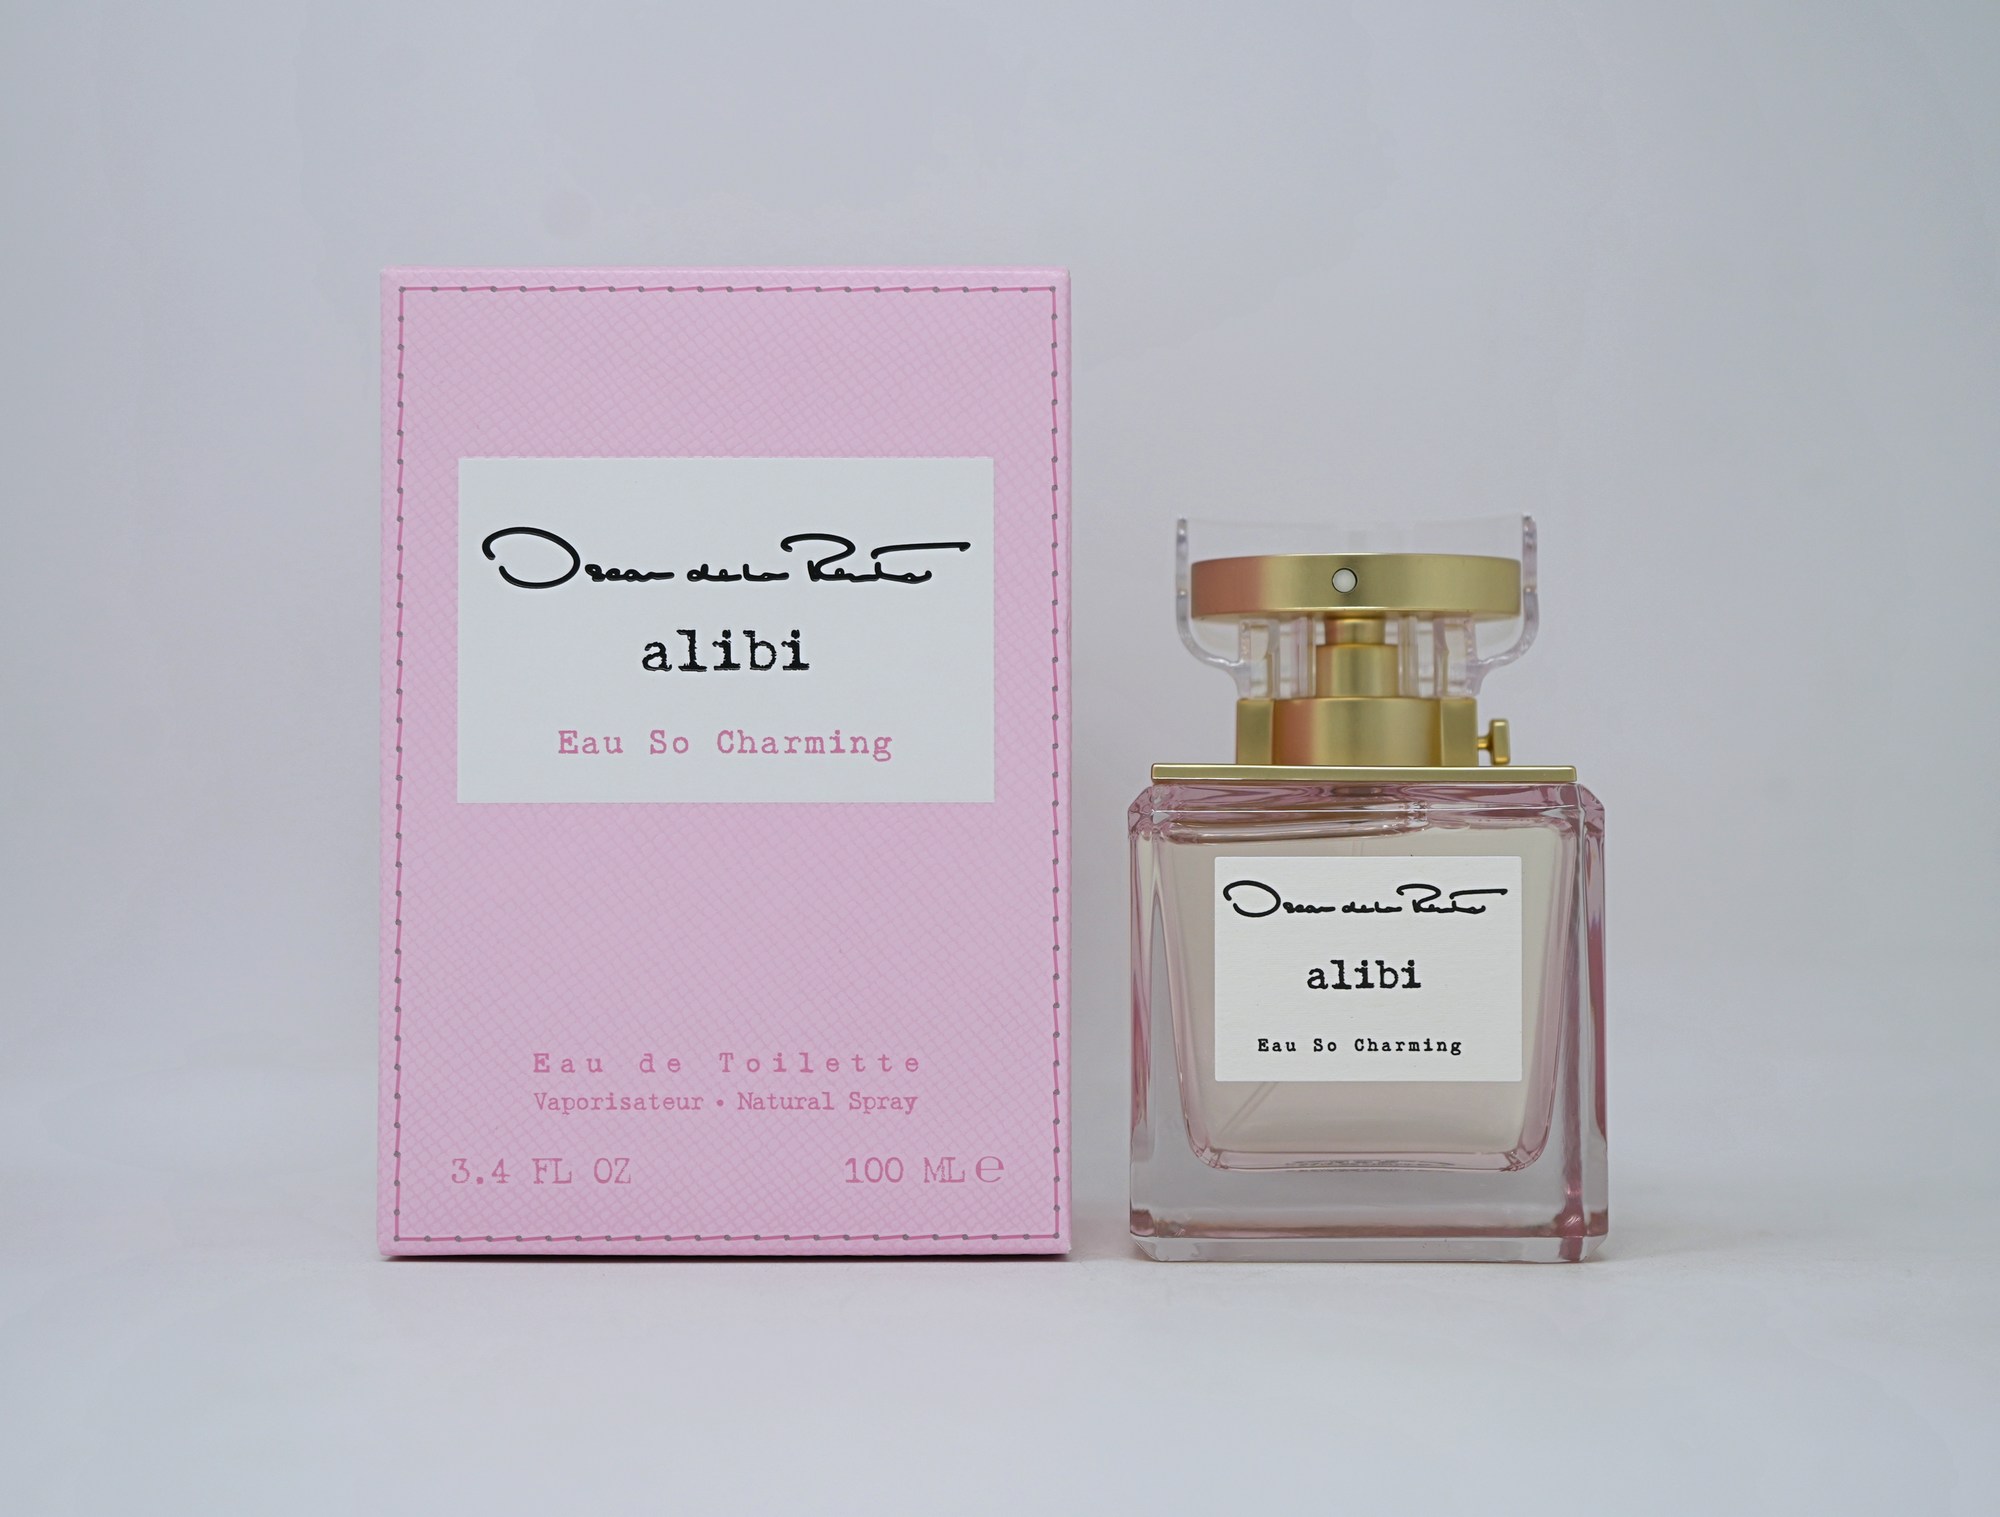 Oscar de la Renta
alibi
Eau So Charming
Eau de Toilette
Vaporisateur • Natural Spray
3.4 FL OZ 100 ML ℮
Oscar de la Renta
alibi
Eau So Charming